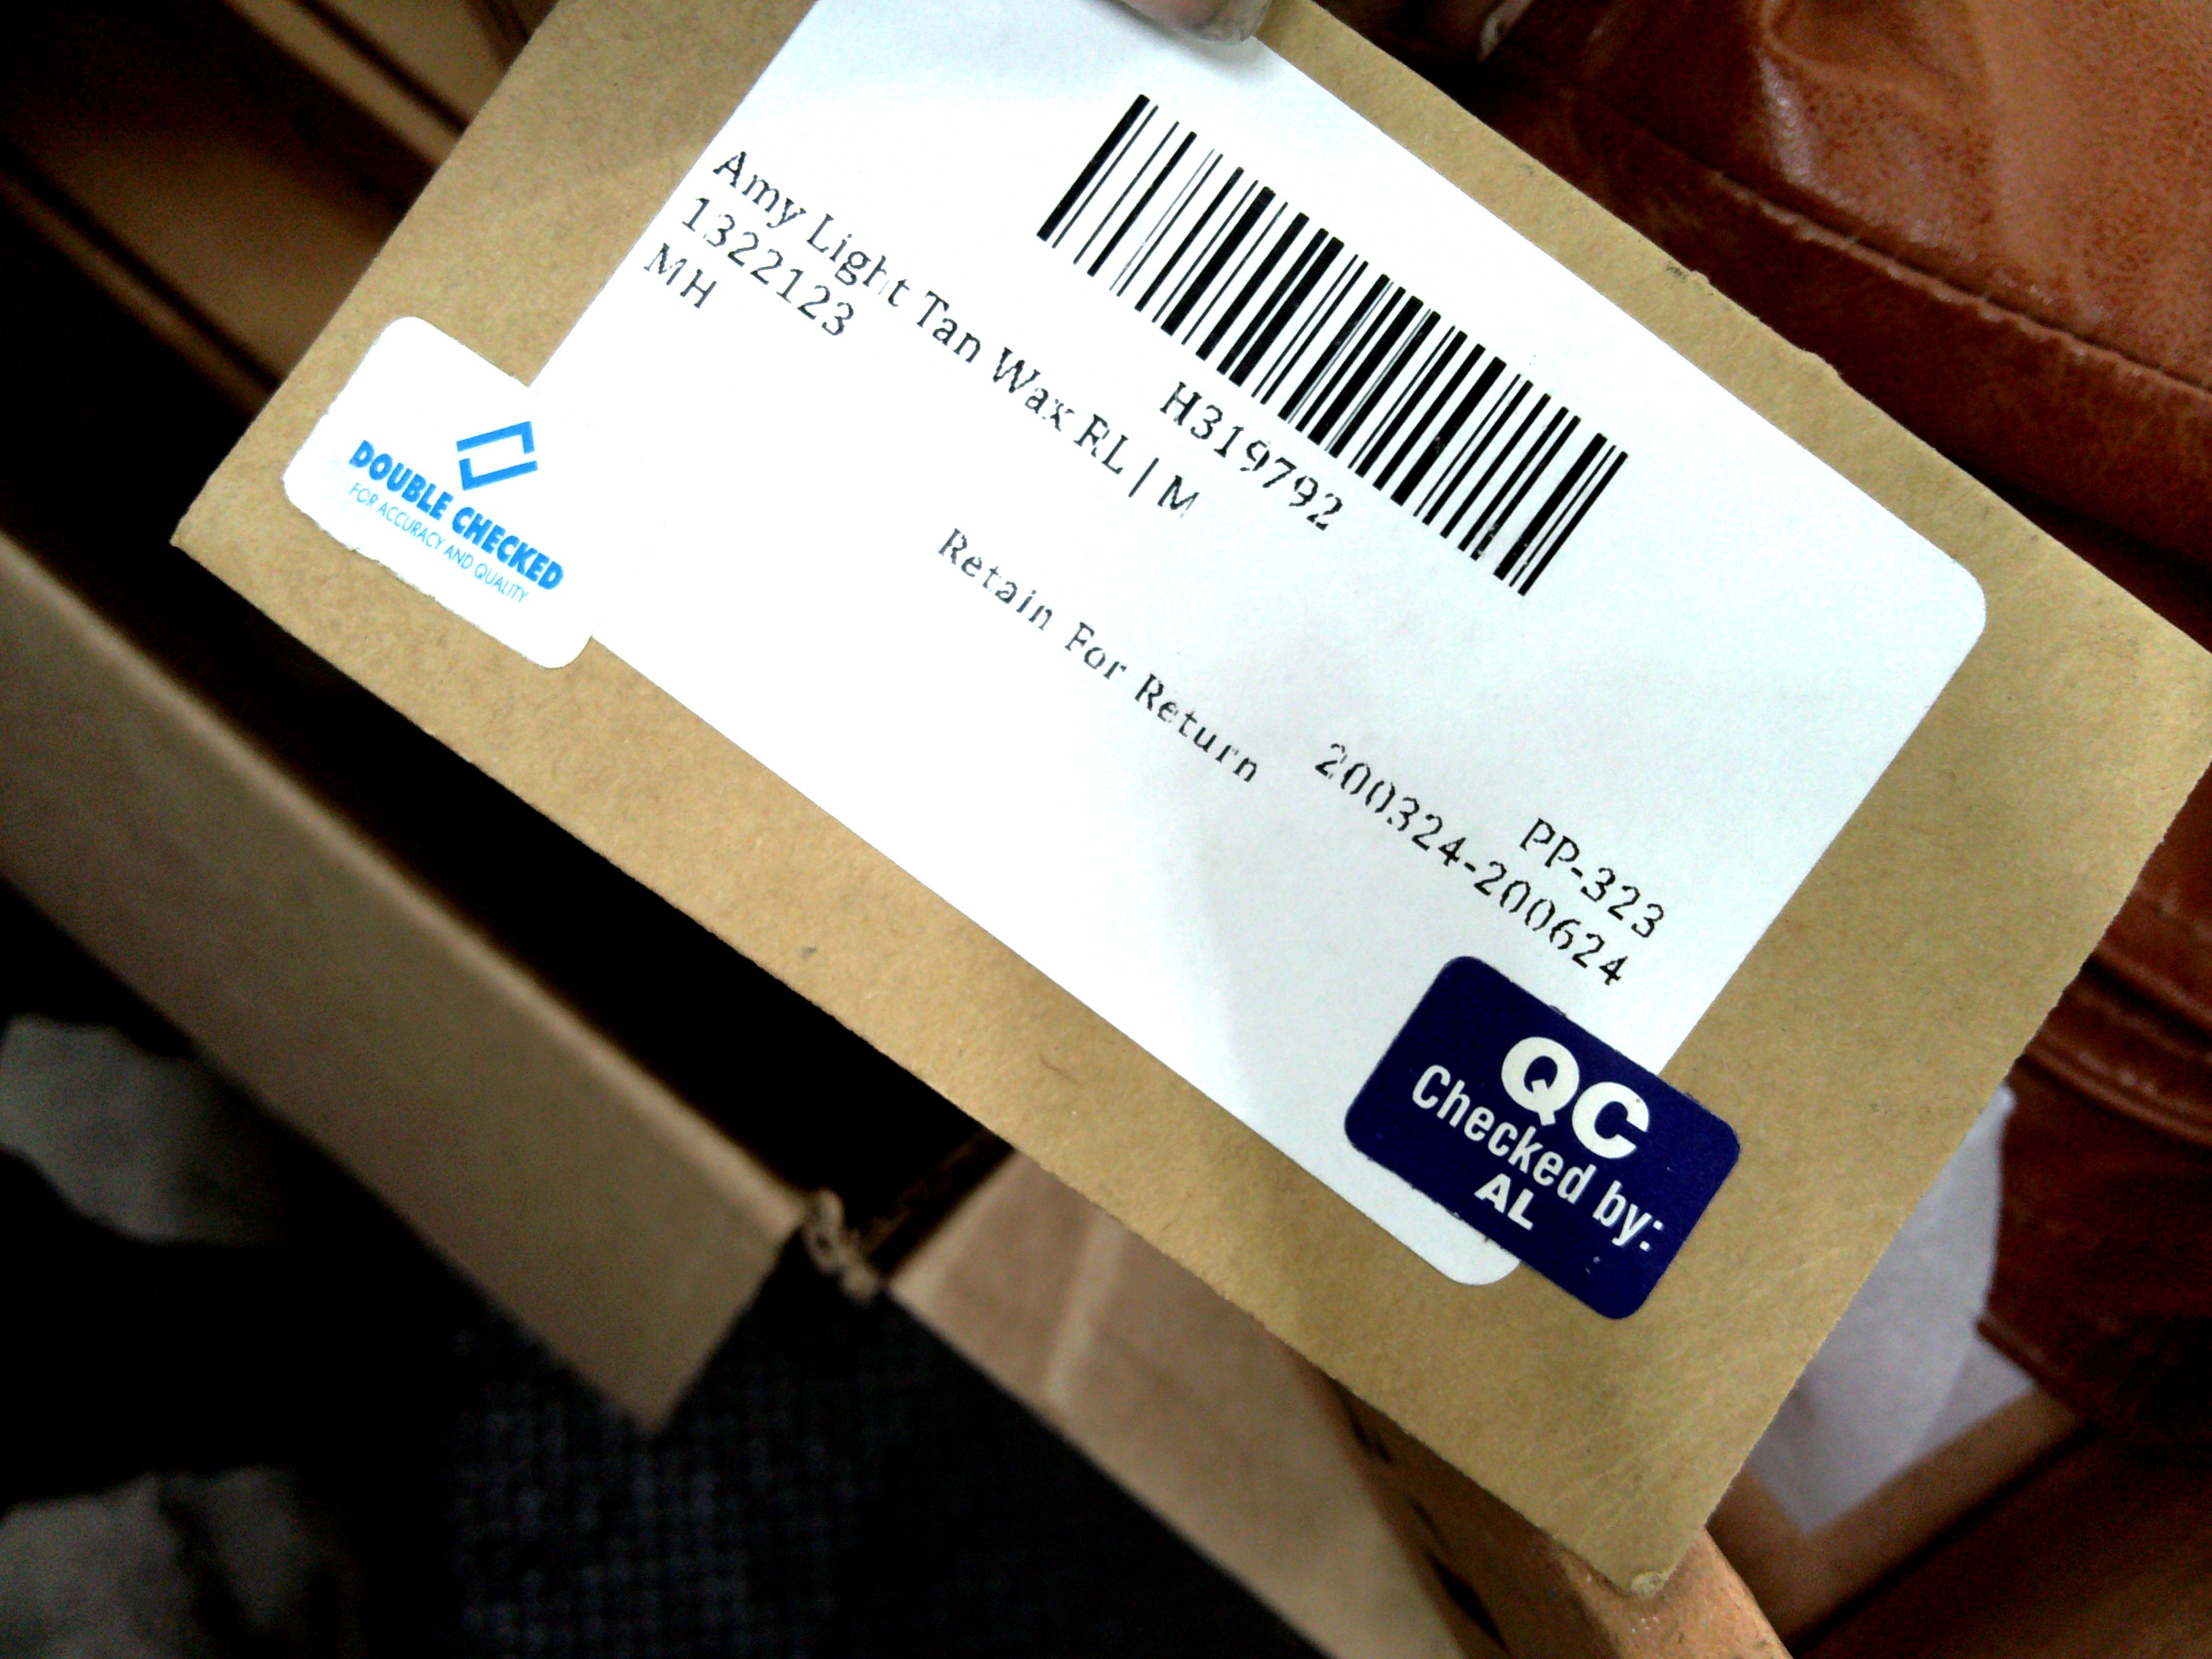 H319792
Amy Light Tan Wax RL | M
1322123
MH
Retain For Return
PP-323
200324-200624
DOUBLE CHECKED
FOR ACCURACY AND QUALITY
QC
Checked by:
AL